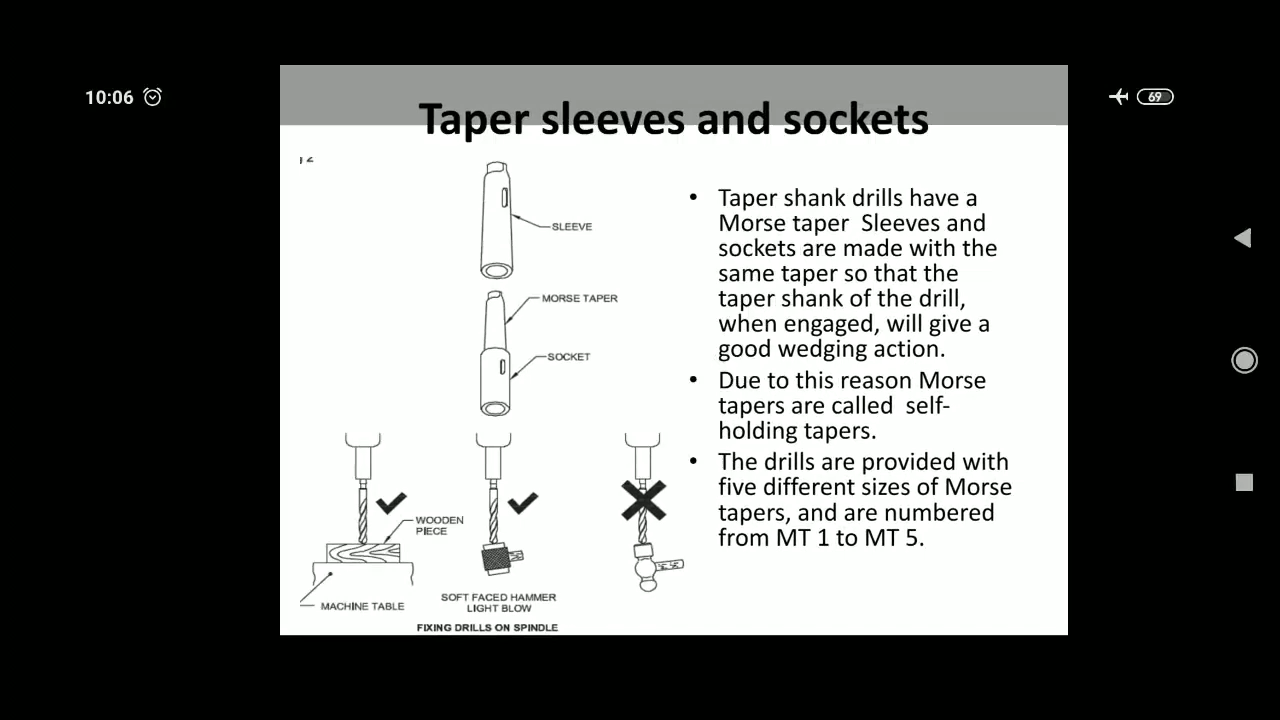 10:06
69
Taper sleeves and sockets
SLEEVE
MORSE TAPER
SOCKET
WOODEN
PIECE
MACHINE TABLE
SOFT FACED HAMMER
LIGHT BLOW
FIXING DRILLS ON SPINDLE
• Taper shank drills have a
Morse taper  Sleeves and
sockets are made with the
same taper so that the
taper shank of the drill,
when engaged, will give a
good wedging action.
• Due to this reason Morse
tapers are called  self-
holding tapers.
• The drills are provided with
five different sizes of Morse
tapers, and are numbered
from MT 1 to MT 5.